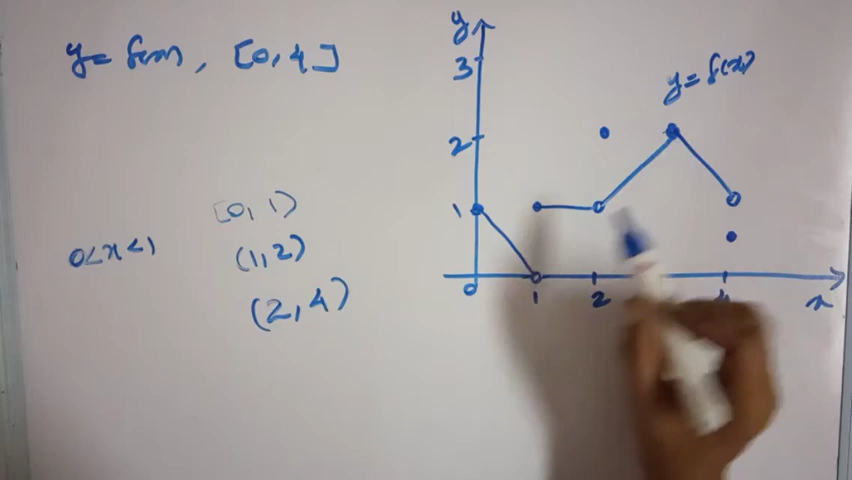 y = f(x), [0, 4]
[0, 1)
0<x<1
(1, 2)
(2, 4)
y
3
2
1
0
1
2
4
x
y = f(x)